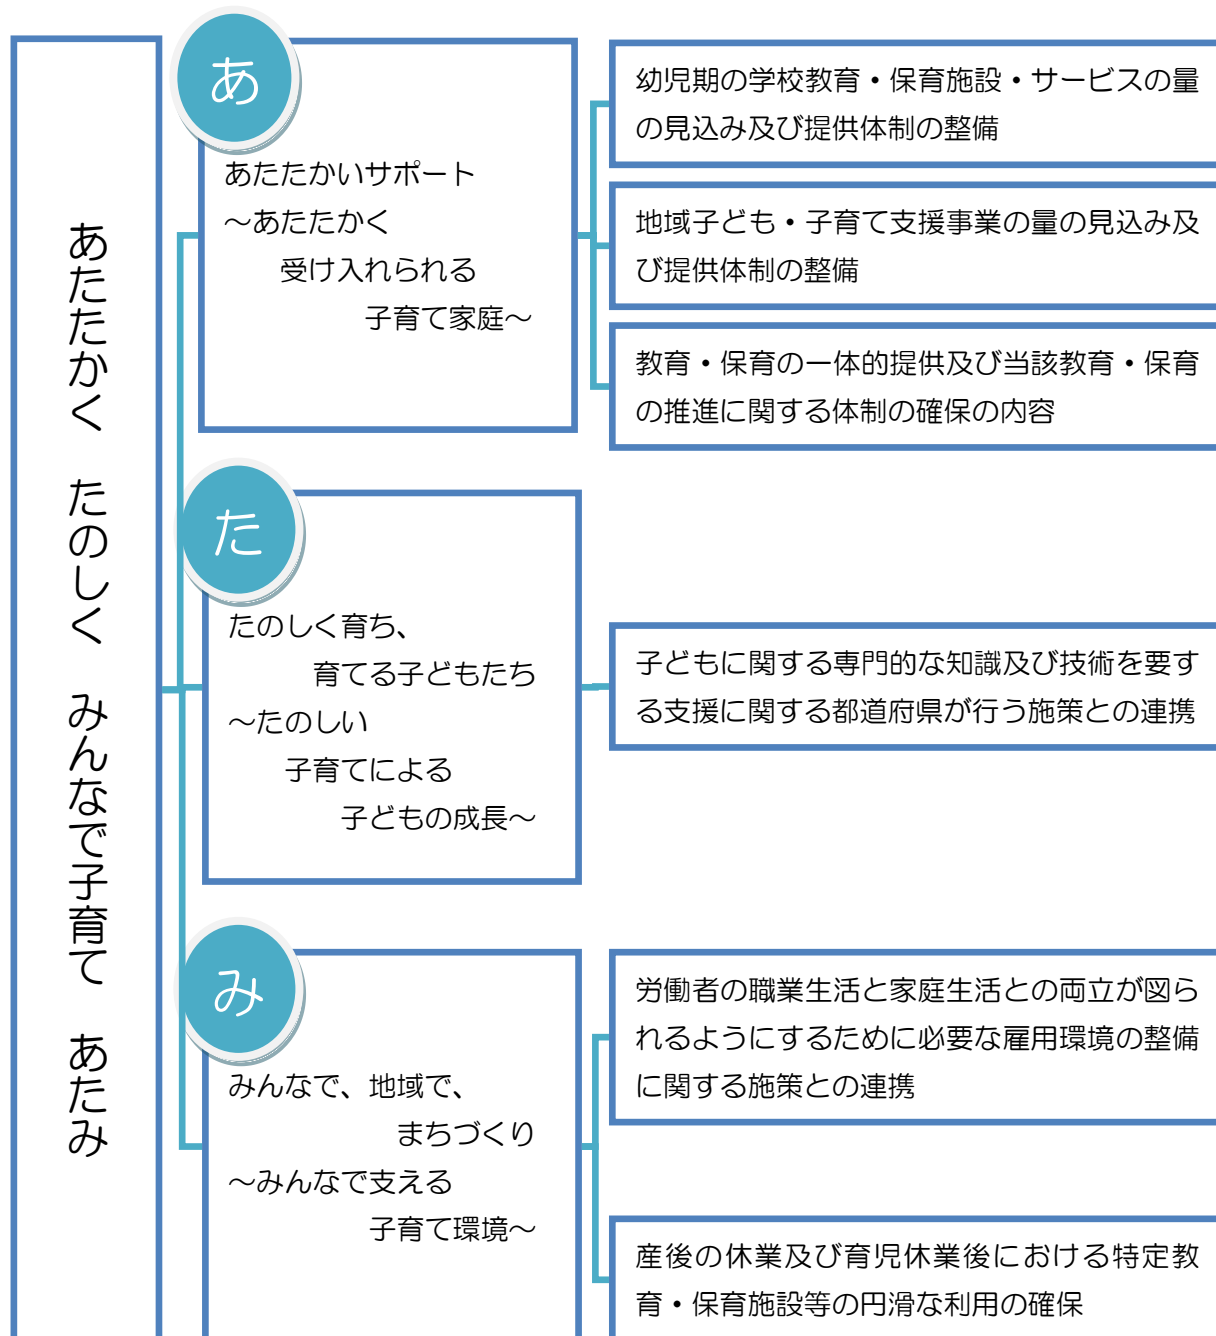 あたたかく　たのしく　みんなで子育て　あたみ
あ
あたたかいサポート
～あたたかく
受け入れられる
子育て家庭～
幼児期の学校教育・保育施設・サービスの量
の見込み及び提供体制の整備
地域子ども・子育て支援事業の量の見込み及
び提供体制の整備
教育・保育の一体的提供及び当該教育・保育
の推進に関する体制の確保の内容
た
たのしく育ち、
育てる子どもたち
～たのしい
子育てによる
子どもの成長～
子どもに関する専門的な知識及び技術を要す
る支援に関する都道府県が行う施策との連携
み
みんなで、地域で、
まちづくり
～みんなで支える
子育て環境～
労働者の職業生活と家庭生活との両立が図ら
れるようにするために必要な雇用環境の整備
に関する施策との連携
産後の休業及び育児休業後における特定教
育・保育施設等の円滑な利用の確保